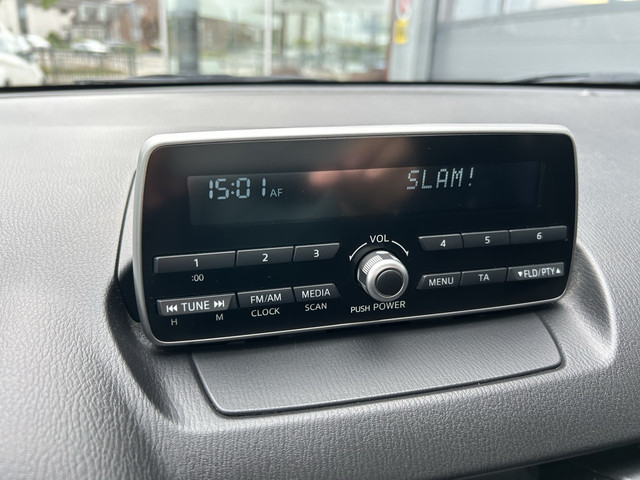 15:01 AF SLAM!
VOL
1 2 3 4 5 6
:00
⏮ TUNE ⏭ FM/AM MEDIA MENU TA ▼FLD/PTY▲
H M CLOCK SCAN PUSH POWER